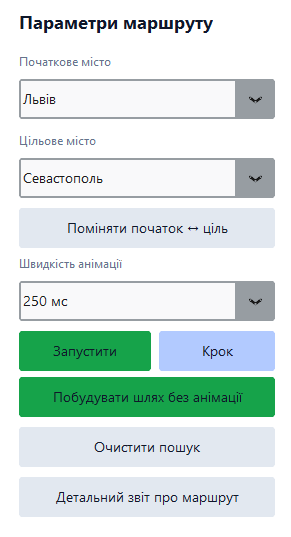 Параметри маршруту
Початкове місто
Львів
Цільове місто
Севастополь
Поміняти початок ↔ ціль
Швидкість анімації
250 мс
Запустити
Крок
Побудувати шлях без анімації
Очистити пошук
Детальний звіт про маршрут